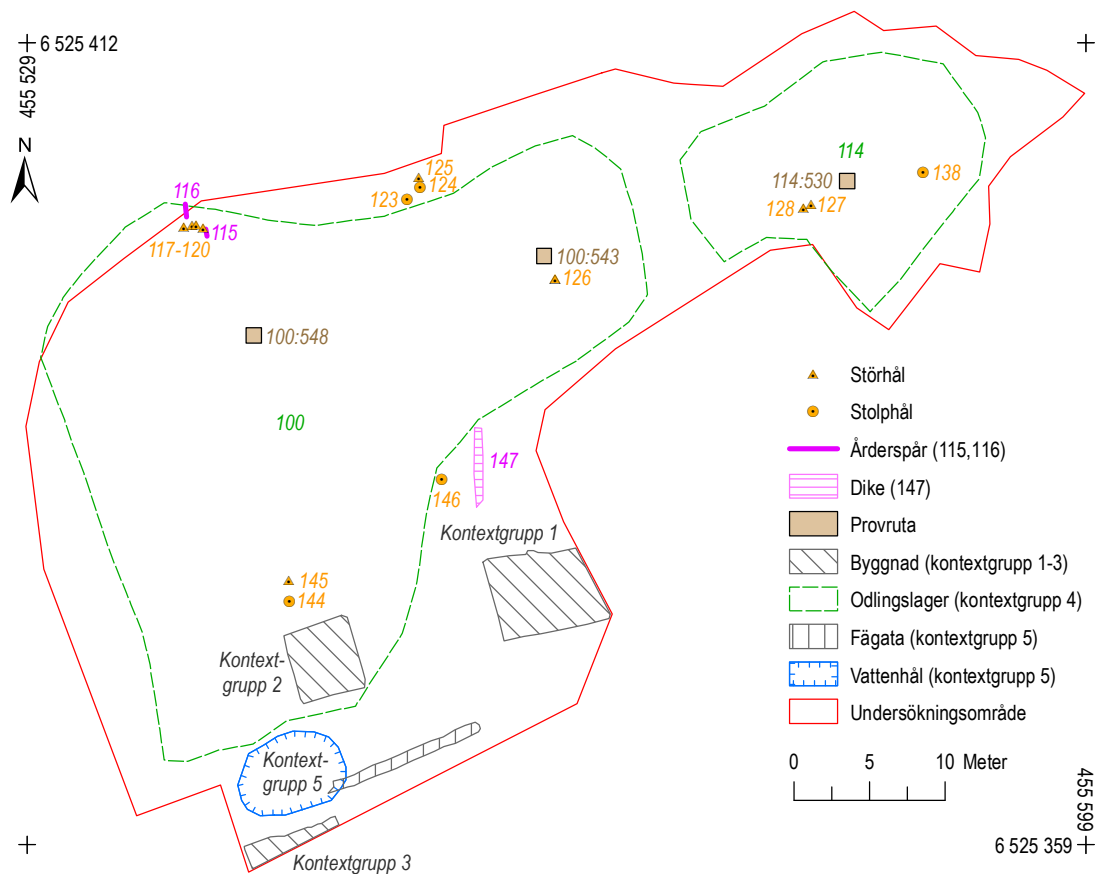 6 525 412
455 529
N
116
115
117-120
125
124
123
114
138
114:530
128
127
100:543
126
100:548
100
147
146
Kontextgrupp 1
145
144
Kontext-
grupp 2
Kontext-
grupp 5
Kontextgrupp 3
Störhål
Stolphål
Årderspår (115,116)
Dike (147)
Provruta
Byggnad (kontextgrupp 1-3)
Odlingslager (kontextgrupp 4)
Fägata (kontextgrupp 5)
Vattenhål (kontextgrupp 5)
Undersökningsområde
0 5 10 Meter
455 599
6 525 359